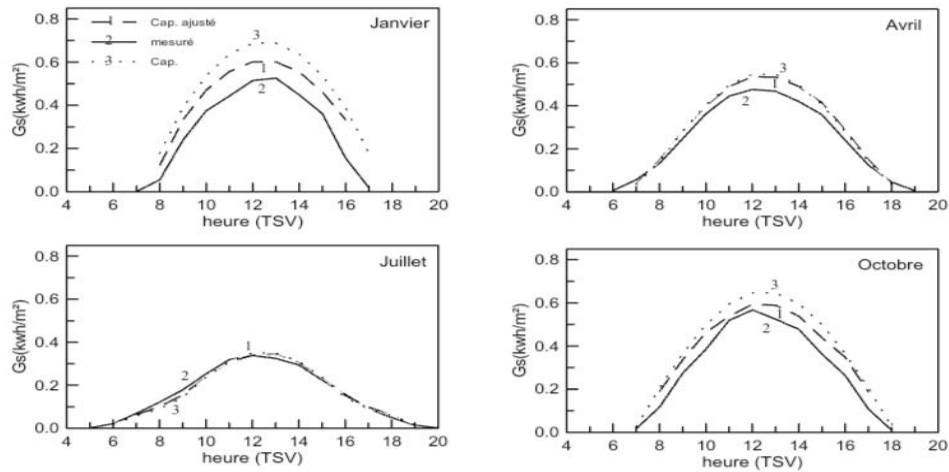 0.8
0.6
0.4
0.2
0.0
Gs(kwh/m²)
1 Cap. ajusté
2 mesuré
3 Cap.
Janvier
3
1
2
4 6 8 10 12 14 16 18 20
heure (TSV)
0.8
0.6
0.4
0.2
0.0
Gs(kwh/m²)
Avril
3
1
2
4 6 8 10 12 14 16 18 20
heure (TSV)
0.8
0.6
0.4
0.2
0.0
Gs(kwh/m²)
Juillet
1
2
3
4 6 8 10 12 14 16 18 20
heure (TSV)
0.8
0.6
0.4
0.2
0.0
Gs(kwh/m²)
Octobre
3
1
2
4 6 8 10 12 14 16 18 20
heure (TSV)